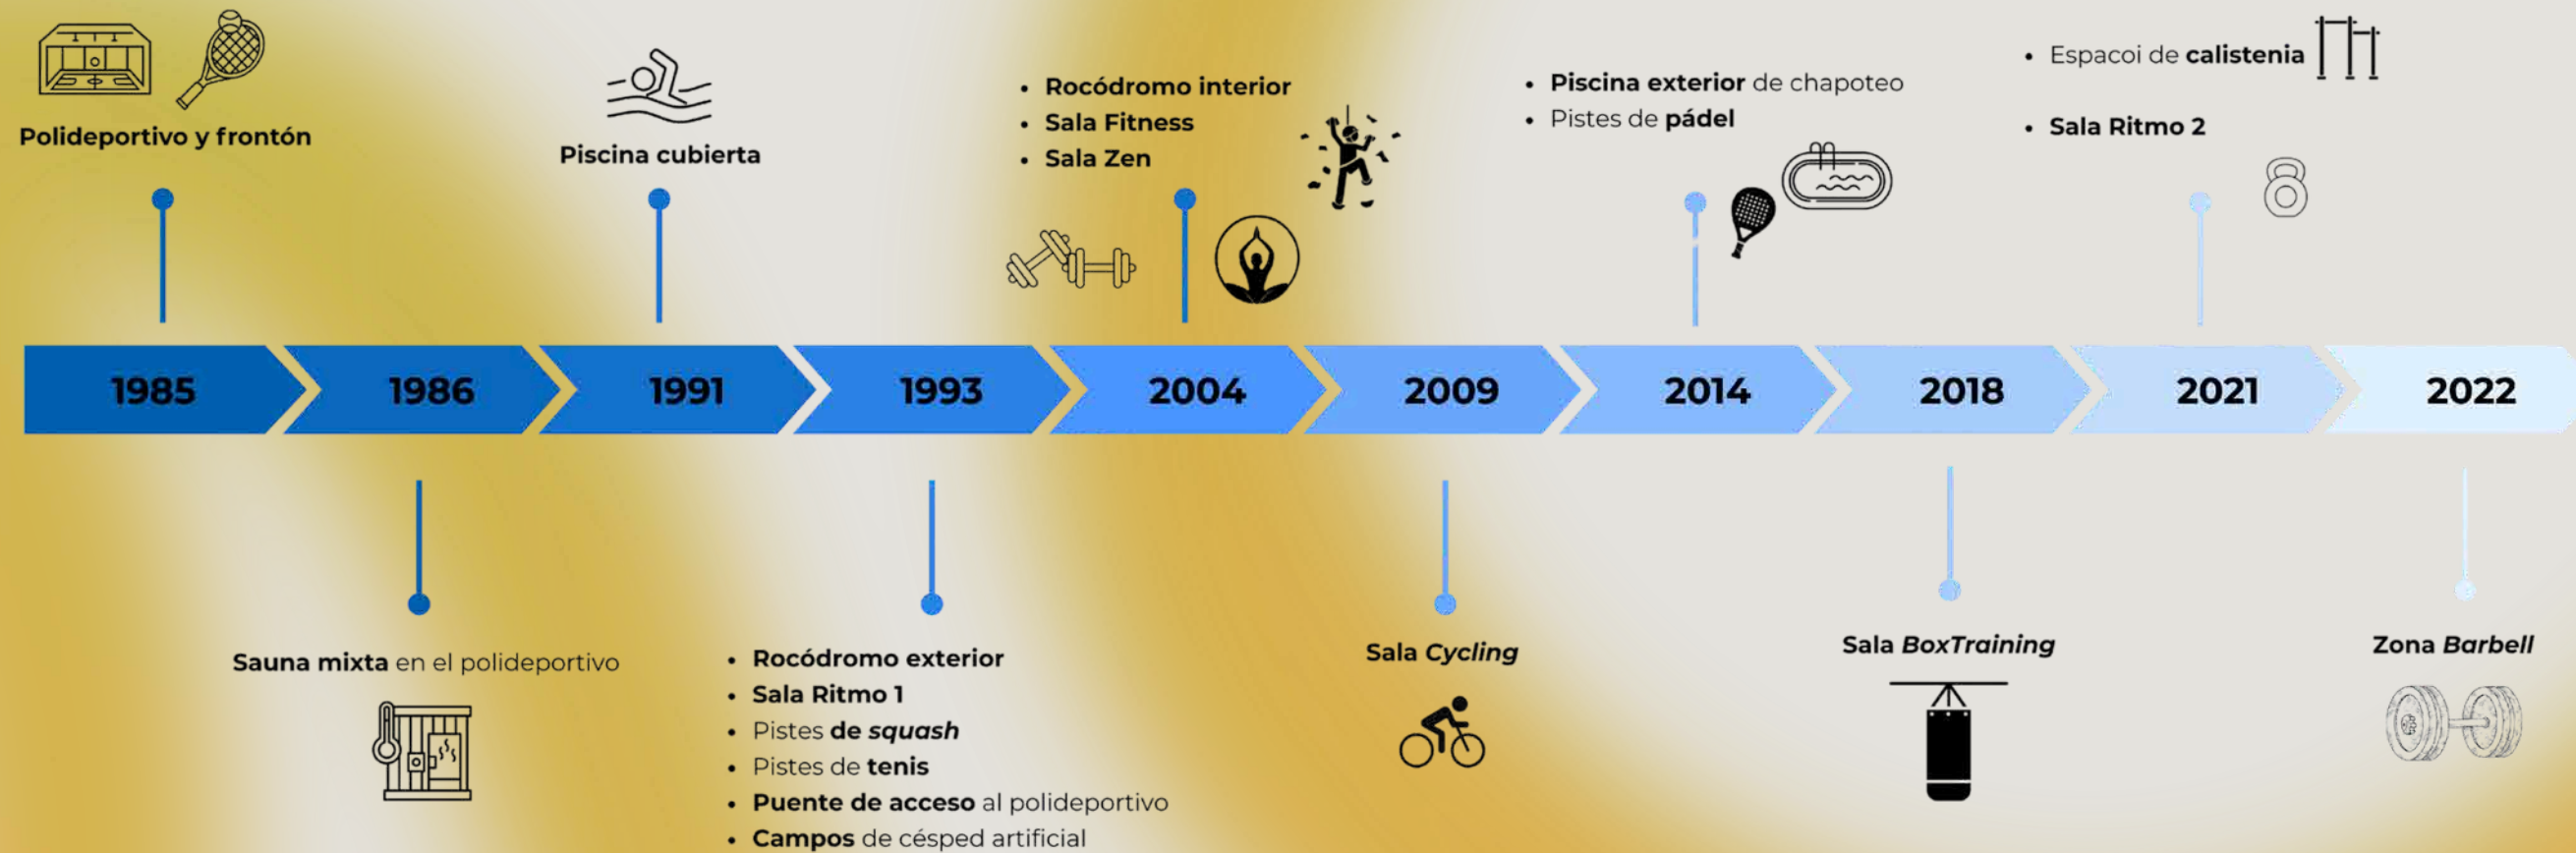 Polideportivo y frontón
Piscina cubierta
• Rocódromo interior
• Sala Fitness
• Sala Zen
• Piscina exterior de chapoteo
• Pistes de pádel
• Espacoi de calistenia
• Sala Ritmo 2
1985
1986
1991
1993
2004
2009
2014
2018
2021
2022
Sauna mixta en el polideportivo
• Rocódromo exterior
• Sala Ritmo 1
• Pistes de squash
• Pistes de tenis
• Puente de acceso al polideportivo
• Campos de césped artificial
Sala Cycling
Sala BoxTraining
Zona Barbell